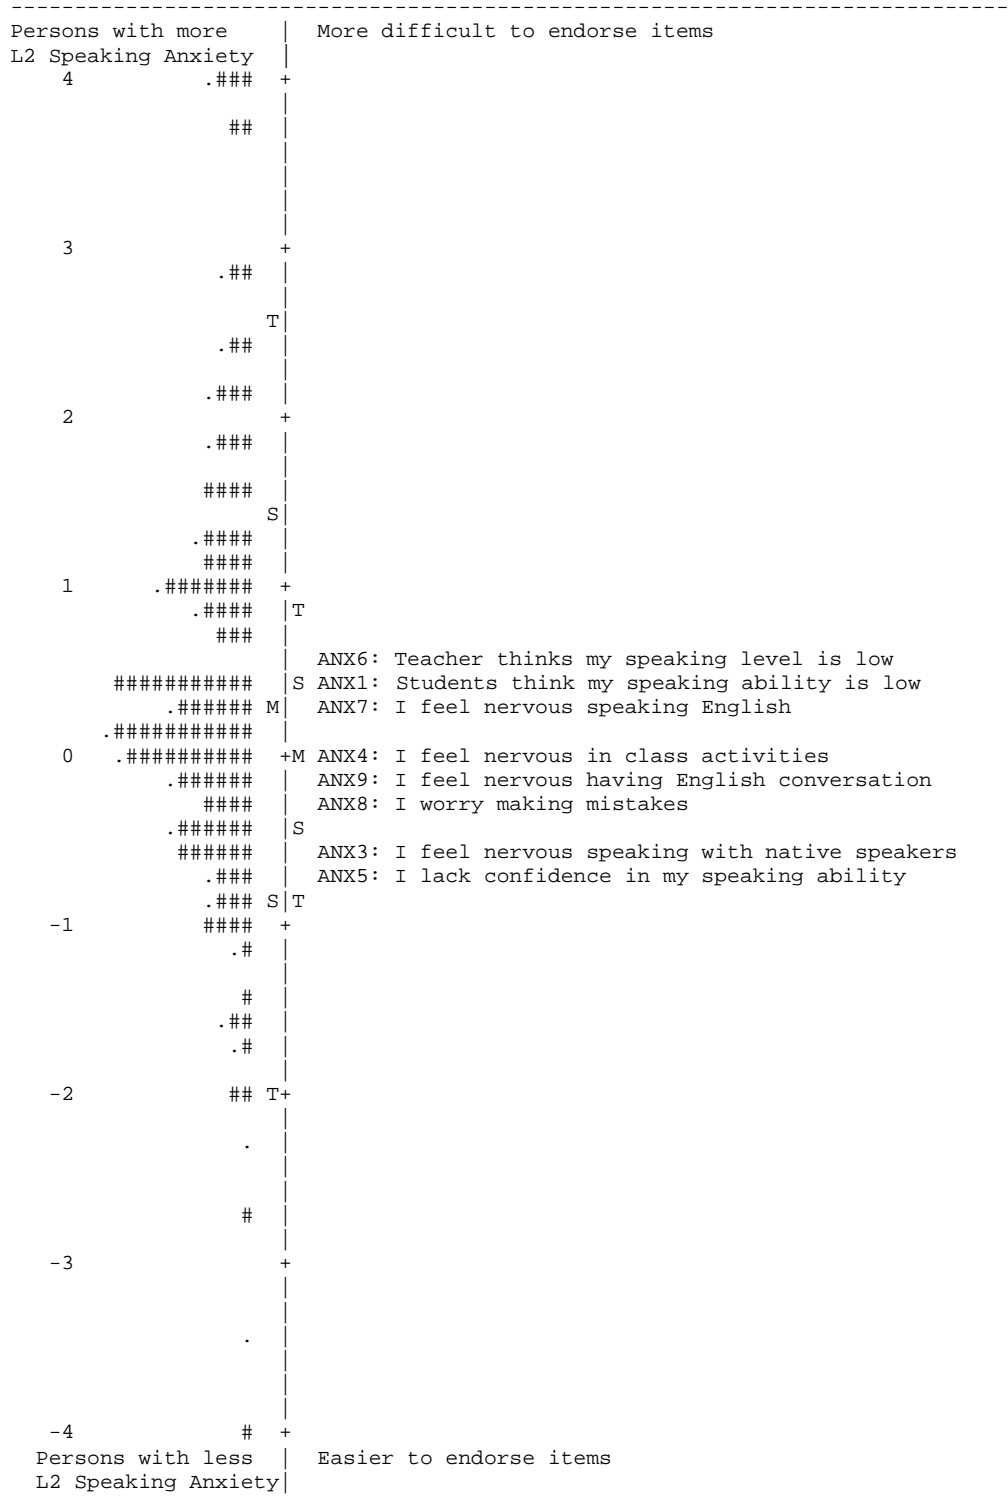 -------------------------------------------------------------------------------
Persons with more    |  More difficult to endorse items
L2 Speaking Anxiety  |
    4          .###  +
                     |
                 ##  |
                     |
                     |
                     |
                     |
    3                +
                .##  |
                     |
                    T|
                .##  |
                     |
               .###  |
    2                +
               .###  |
                     |
               ####  |
                    S|
              .####  |
               ####  |
    1      .#######  +
              .####  |T
                ###  |
                     |  ANX6: Teacher thinks my speaking level is low
        ###########  |S ANX1: Students think my speaking ability is low
            .###### M|  ANX7: I feel nervous speaking English
       .###########  |
    0   .##########  +M ANX4: I feel nervous in class activities
            .######  |  ANX9: I feel nervous having English conversation
               ####  |  ANX8: I worry making mistakes
            .######  |S
             ######  |  ANX3: I feel nervous speaking with native speakers
               .###  |  ANX5: I lack confidence in my speaking ability
               .### S|T
   -1          ####  +
                 .#  |
                     |
                  #  |
                .##  |
                 .#  |
                     |
   -2            ## T+
                     |
                  .  |
                     |
                     |
                  #  |
                     |
   -3                +
                     |
                     |
                  .  |
                     |
                     |
                     |
   -4             #  +
  Persons with less  |  Easier to endorse items
  L2 Speaking Anxiety|